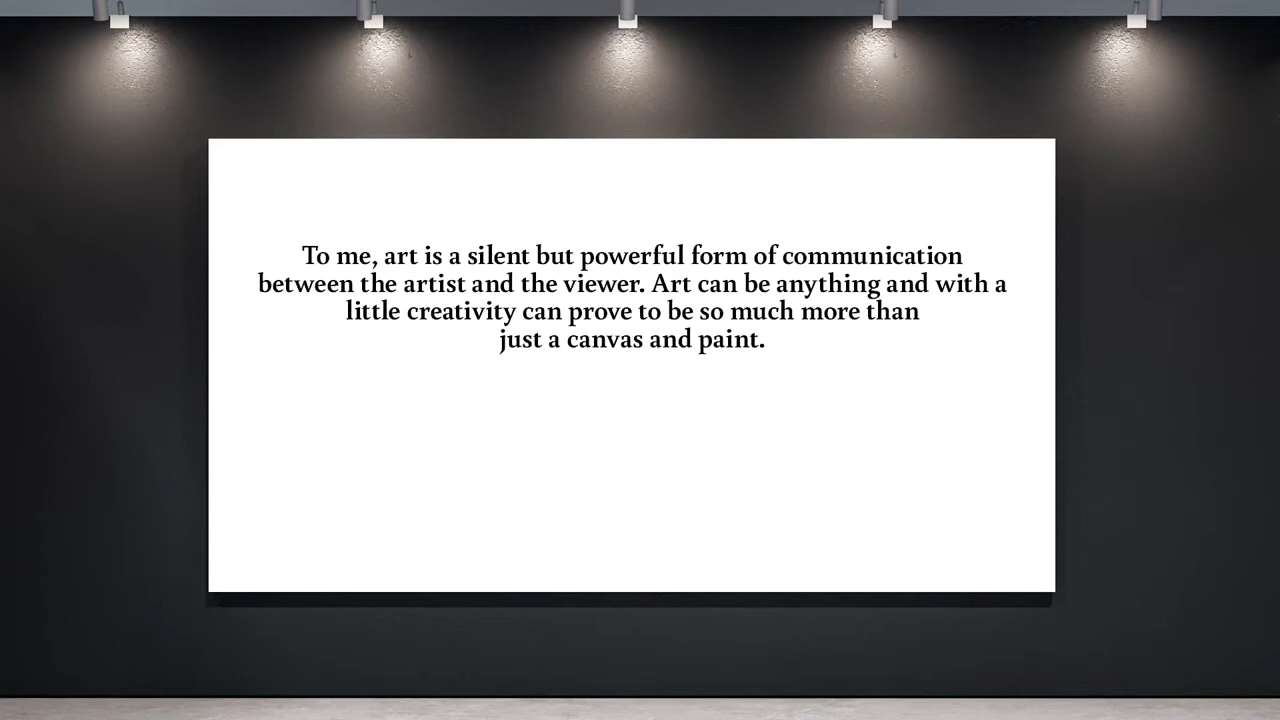 To me, art is a silent but powerful form of communication
between the artist and the viewer. Art can be anything and with a
little creativity can prove to be so much more than
just a canvas and paint.